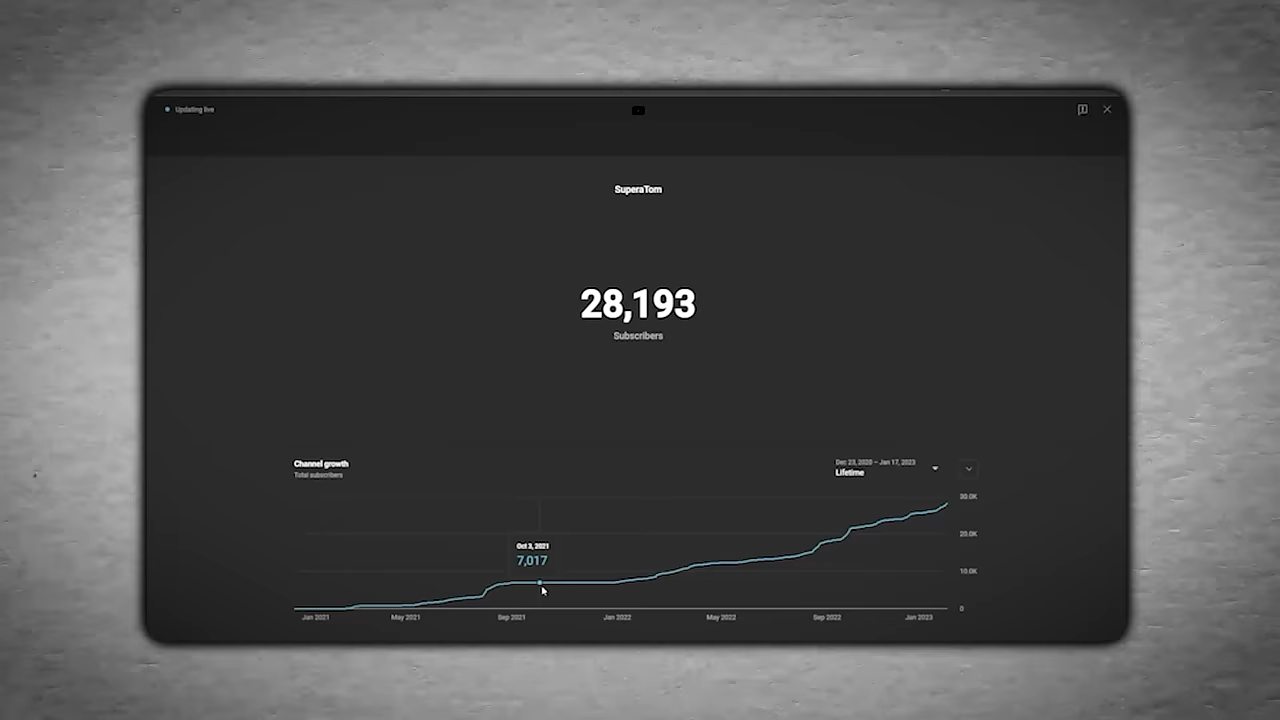 Updating live
SuperaTom
28,193
Subscribers
Channel growth
Total subscribers
Dec 23, 2020 – Jan 17, 2023
Lifetime
30.0K
20.0K
10.0K
0
Oct 3, 2021
7,017
Jan 2021
May 2021
Sep 2021
Jan 2022
May 2022
Sep 2022
Jan 2023